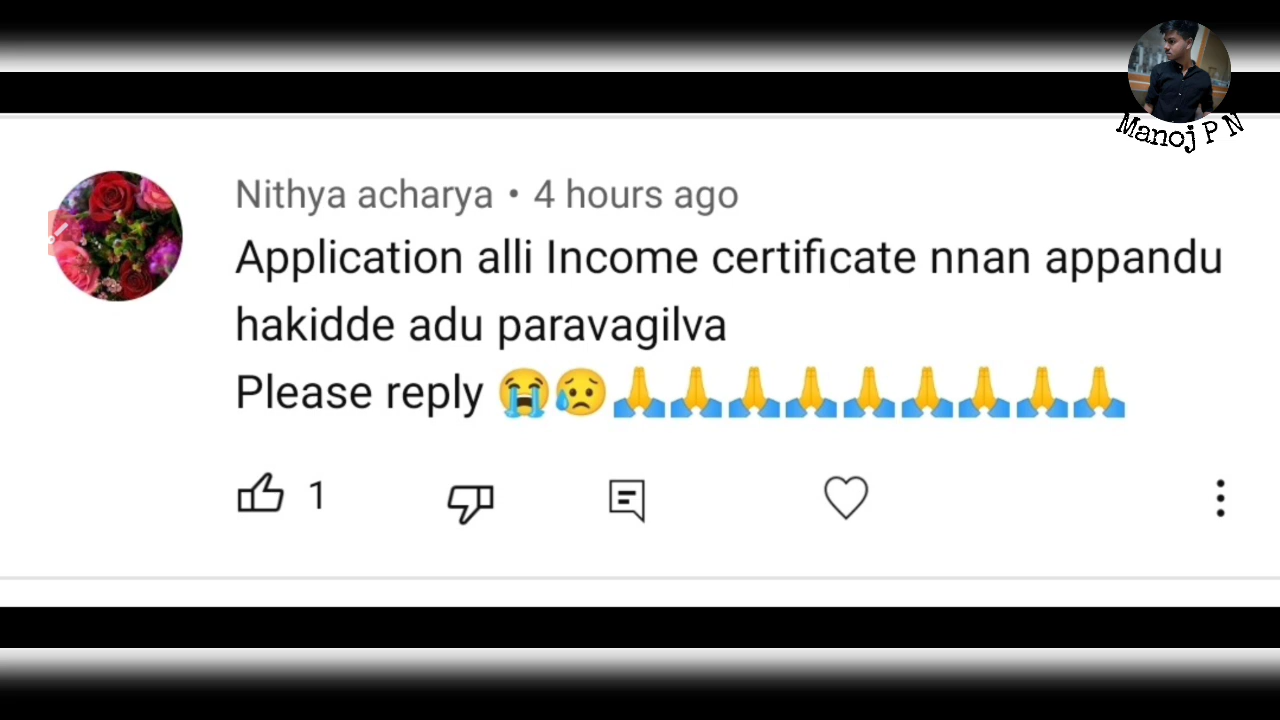 Manoj P N
Nithya acharya • 4 hours ago
Application alli Income certificate nnan appandu
hakidde adu paravagilva
Please reply 😭😥🙏🙏🙏🙏🙏🙏🙏🙏🙏
1